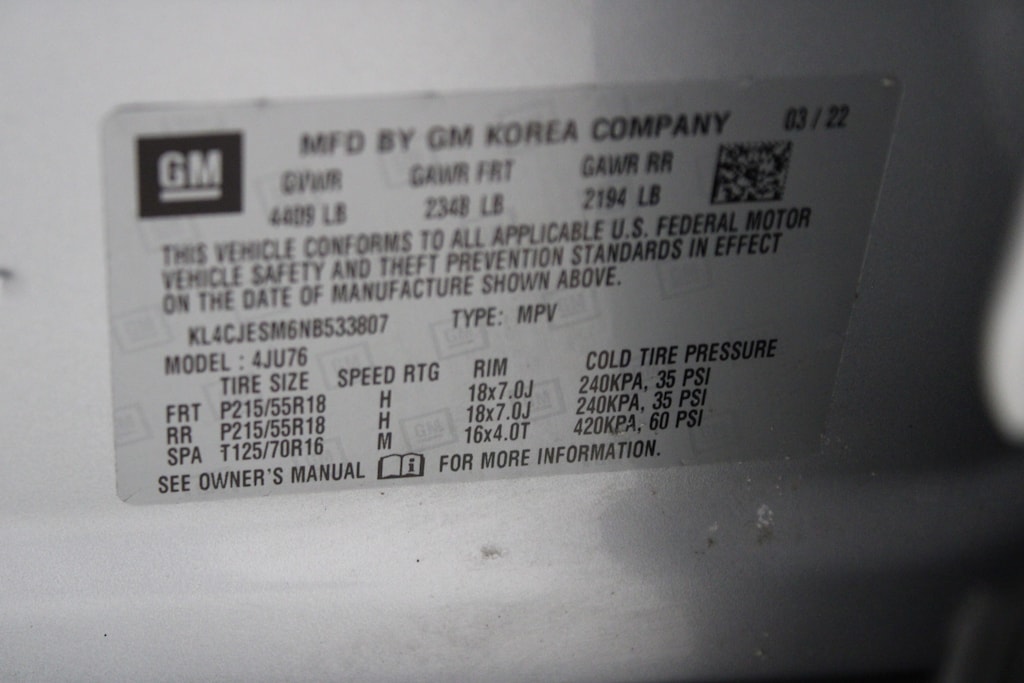 GM
MFD BY GM KOREA COMPANY 03 / 22
GVWR GAWR FRT GAWR RR
4409 LB 2348 LB 2194 LB
THIS VEHICLE CONFORMS TO ALL APPLICABLE U.S. FEDERAL MOTOR
VEHICLE SAFETY AND THEFT PREVENTION STANDARDS IN EFFECT
ON THE DATE OF MANUFACTURE SHOWN ABOVE.
KL4CJESM6NB533807 TYPE: MPV
MODEL : 4JU76
TIRE SIZE SPEED RTG RIM COLD TIRE PRESSURE
FRT P215/55R18 H 18x7.0J 240KPA, 35 PSI
RR P215/55R18 H 18x7.0J 240KPA, 35 PSI
SPA T125/70R16 M 16x4.0T 420KPA, 60 PSI
SEE OWNER'S MANUAL FOR MORE INFORMATION.